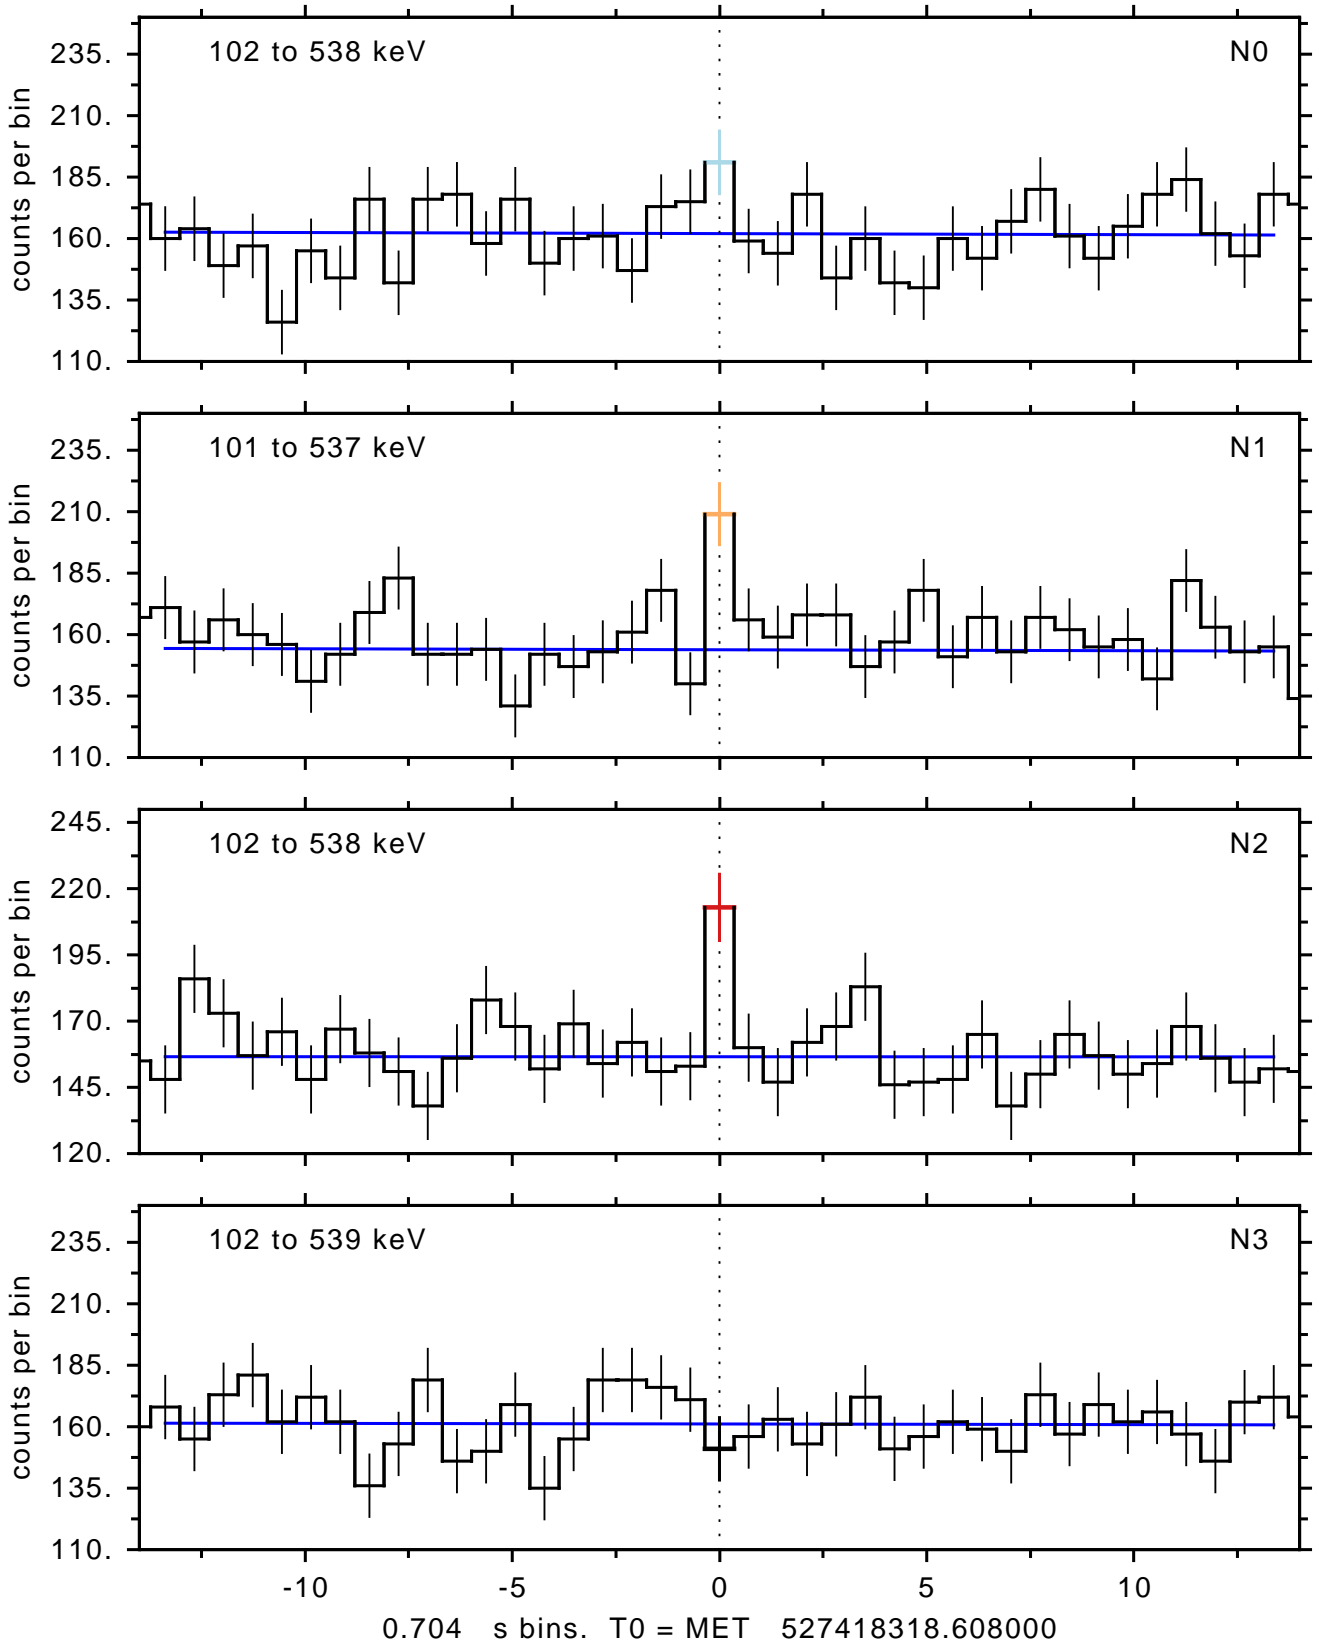 102 to 538 keV N0
counts per bin
235.
210.
185.
160.
135.
110.
101 to 537 keV N1
counts per bin
235.
210.
185.
160.
135.
110.
102 to 538 keV N2
counts per bin
245.
220.
195.
170.
145.
120.
102 to 539 keV N3
counts per bin
235.
210.
185.
160.
135.
110.
-10 -5 0 5 10
0.704 s bins. T0 = MET 527418318.608000